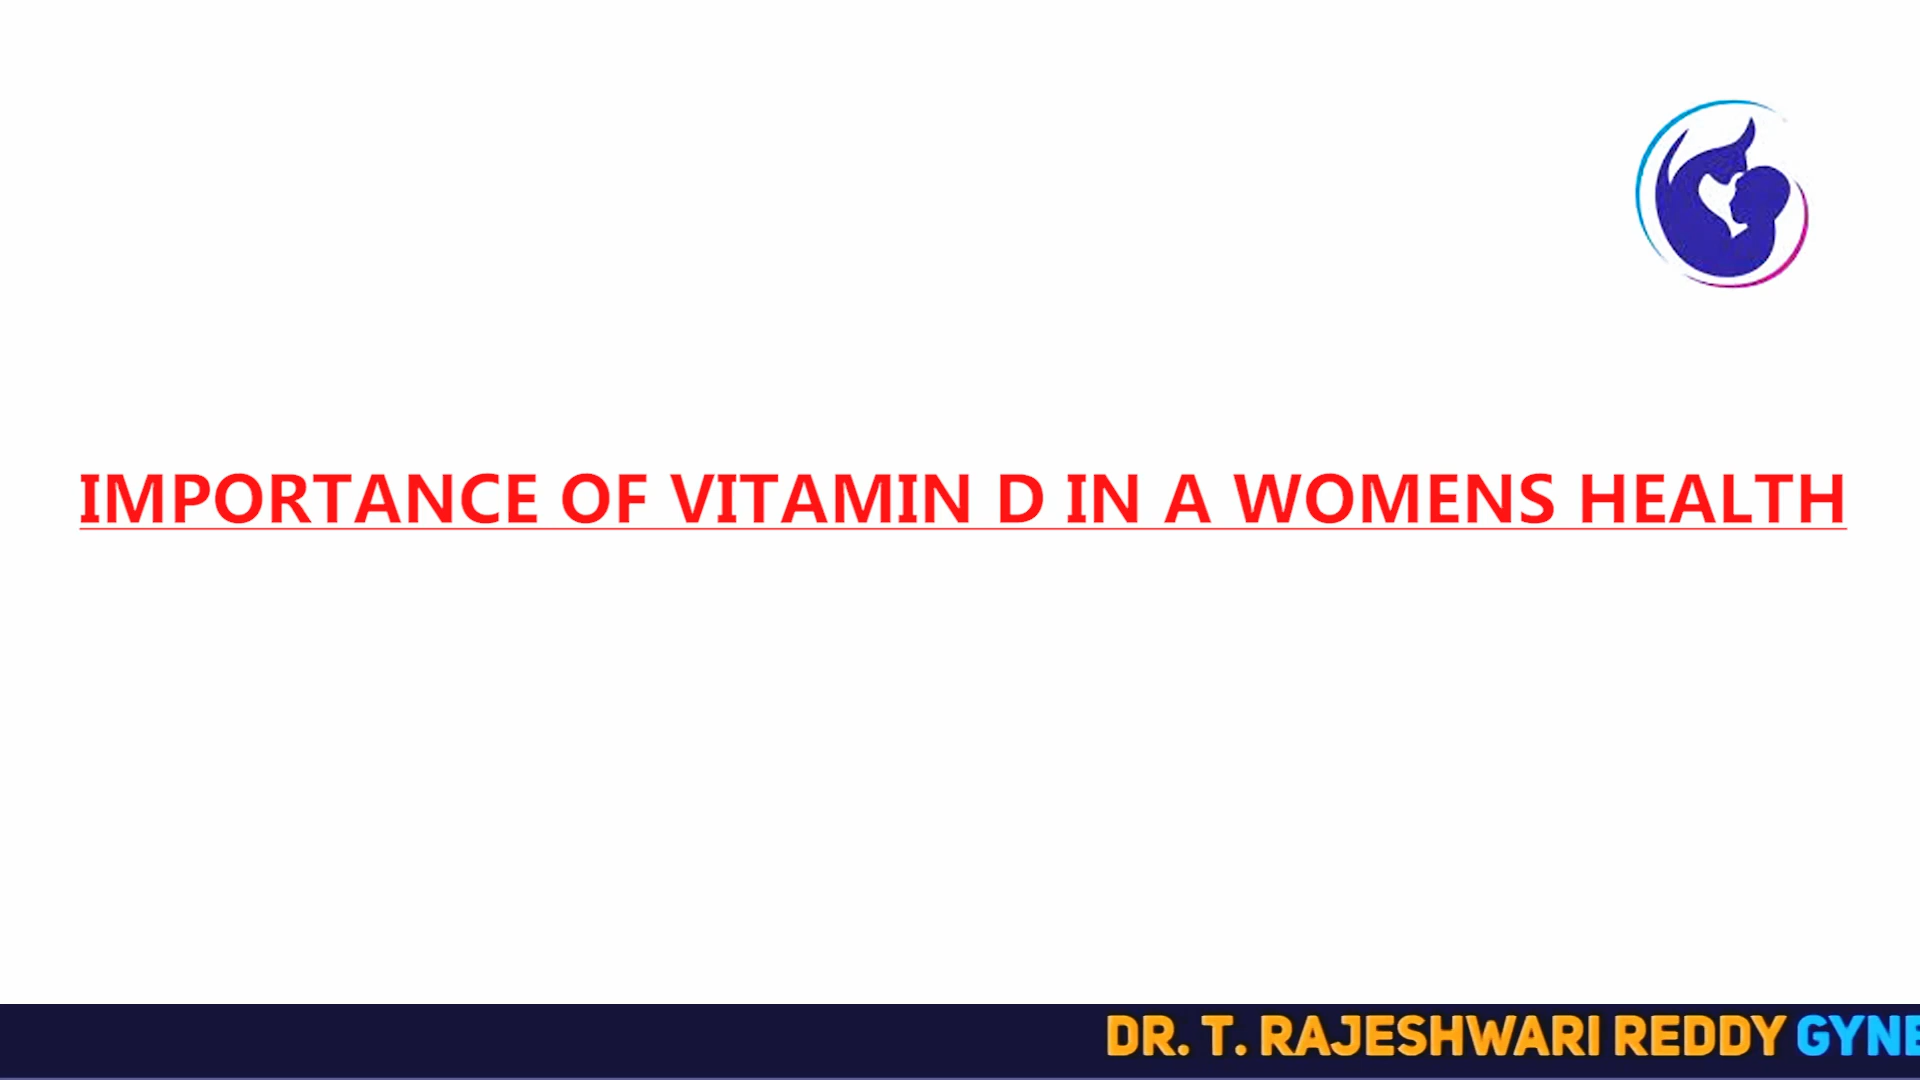 IMPORTANCE OF VITAMIN D IN A WOMENS HEALTH
DR. T. RAJESHWARI REDDY